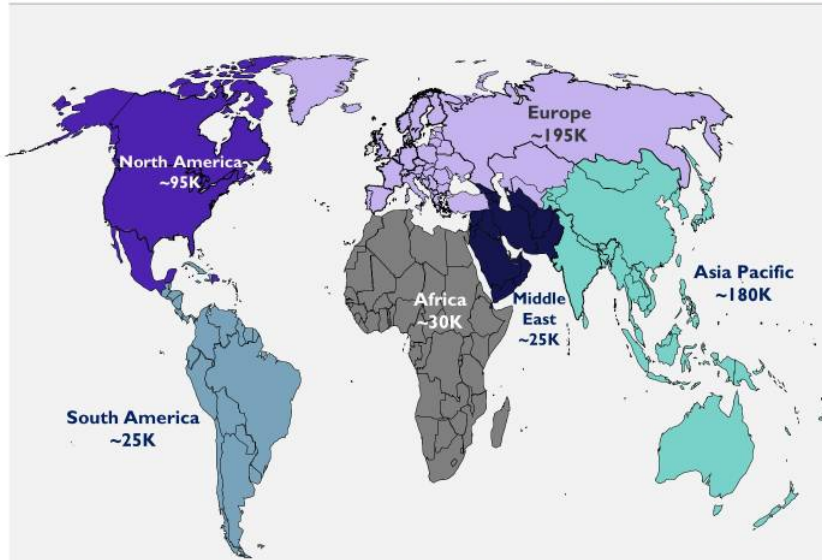 Europe
~195K
North America
~95K
Asia Pacific
~180K
Africa
~30K
Middle
East
~25K
South America
~25K